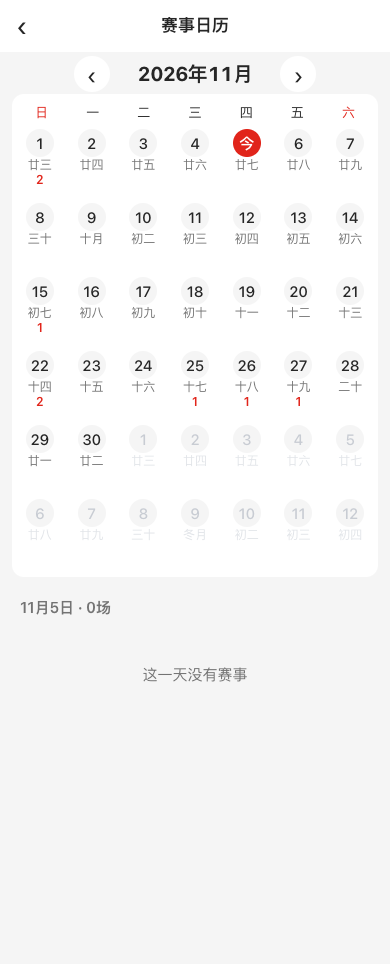 ‹ 赛事日历
‹ 2026年11月 ›
日 一 二 三 四 五 六
1 2 3 4 今 6 7
廿三 廿四 廿五 廿六 廿七 廿八 廿九
2
8 9 10 11 12 13 14
三十 十月 初二 初三 初四 初五 初六
15 16 17 18 19 20 21
初七 初八 初九 初十 十一 十二 十三
1
22 23 24 25 26 27 28
十四 十五 十六 十七 十八 十九 二十
2 1 1 1
29 30 1 2 3 4 5
廿一 廿二 廿三 廿四 廿五 廿六 廿七
6 7 8 9 10 11 12
廿八 廿九 三十 冬月 初二 初三 初四
11月5日 · 0场
这一天没有赛事